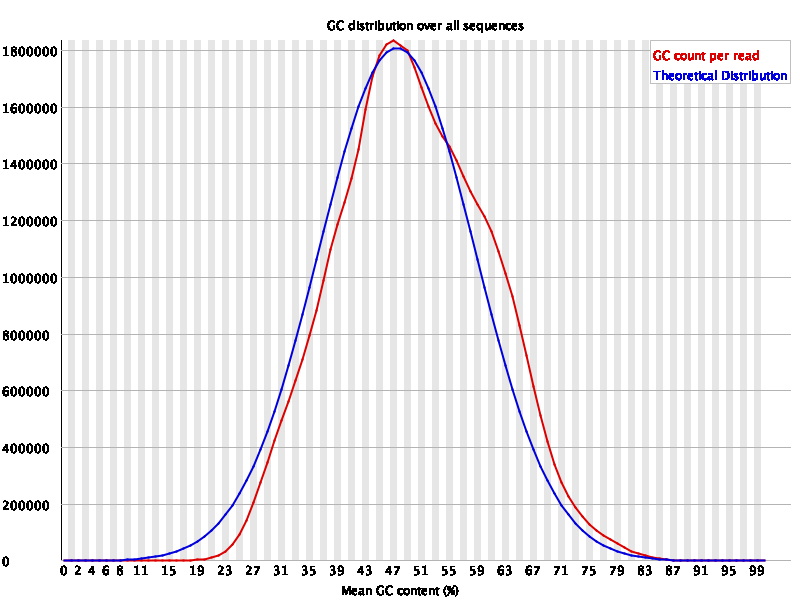 GC distribution over all sequences
GC count per read
Theoretical Distribution
1800000
1600000
1400000
1200000
1000000
800000
600000
400000
200000
0
0 2 4 6 8 11 15 19 23 27 31 35 39 43 47 51 55 59 63 67 71 75 79 83 87 91 95 99
Mean GC content (%)